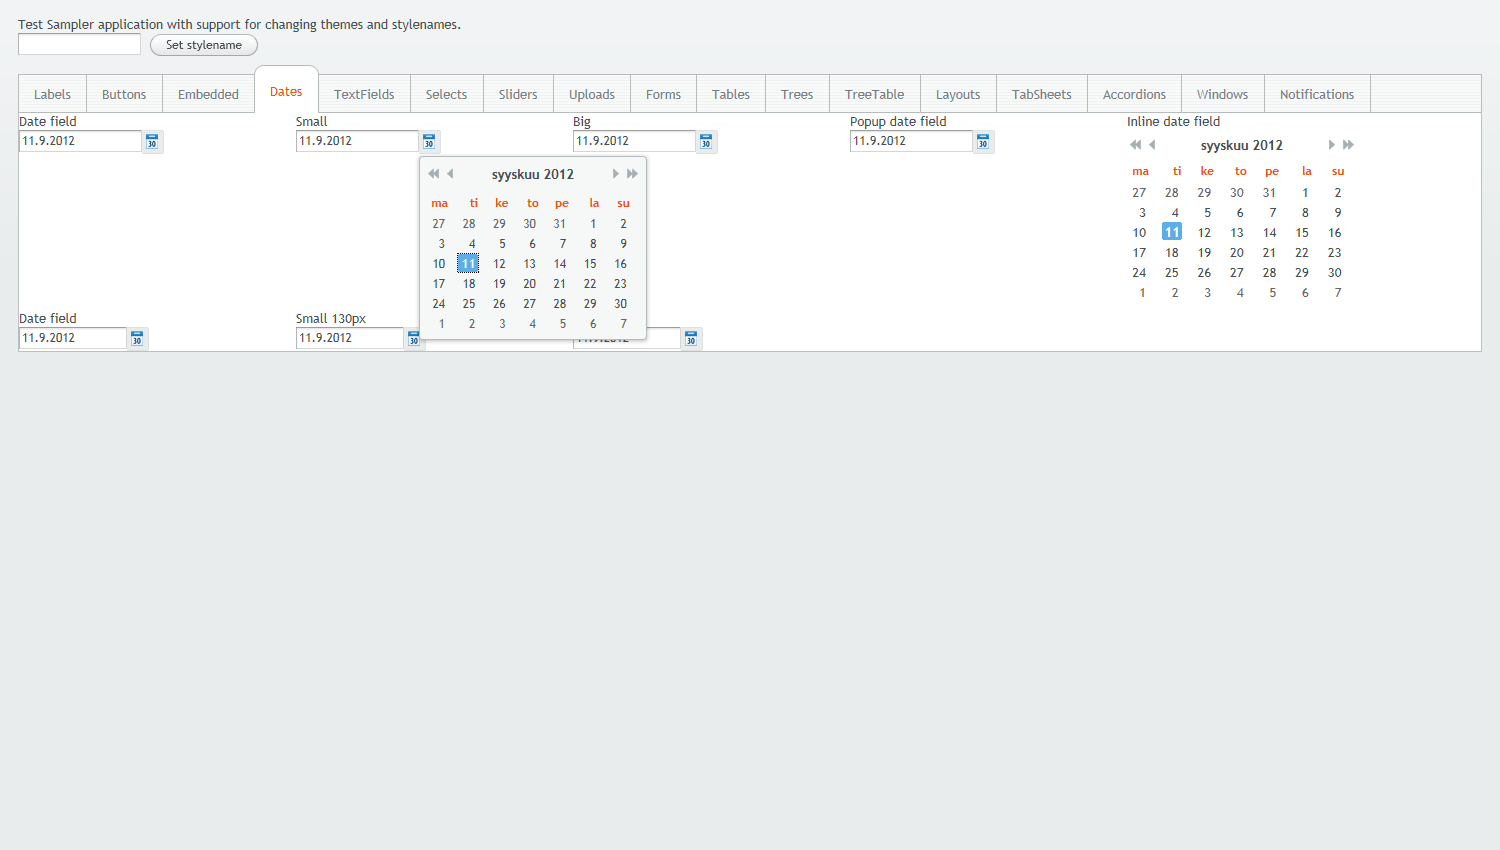 Test Sampler application with support for changing themes and stylenames.
Set stylename
Labels Buttons Embedded Dates TextFields Selects Sliders Uploads Forms Tables Trees TreeTable Layouts TabSheets Accordions Windows Notifications
Date field Small Big Popup date field Inline date field
11.9.2012 30 11.9.2012 30 11.9.2012 30 11.9.2012 30
syyskuu 2012
ma ti ke to pe la su
27 28 29 30 31 1 2
3 4 5 6 7 8 9
10 11 12 13 14 15 16
17 18 19 20 21 22 23
24 25 26 27 28 29 30
1 2 3 4 5 6 7
syyskuu 2012
ma ti ke to pe la su
27 28 29 30 31 1 2
3 4 5 6 7 8 9
10 11 12 13 14 15 16
17 18 19 20 21 22 23
24 25 26 27 28 29 30
1 2 3 4 5 6 7
Date field Small 130px
11.9.2012 30 11.9.2012 30 30